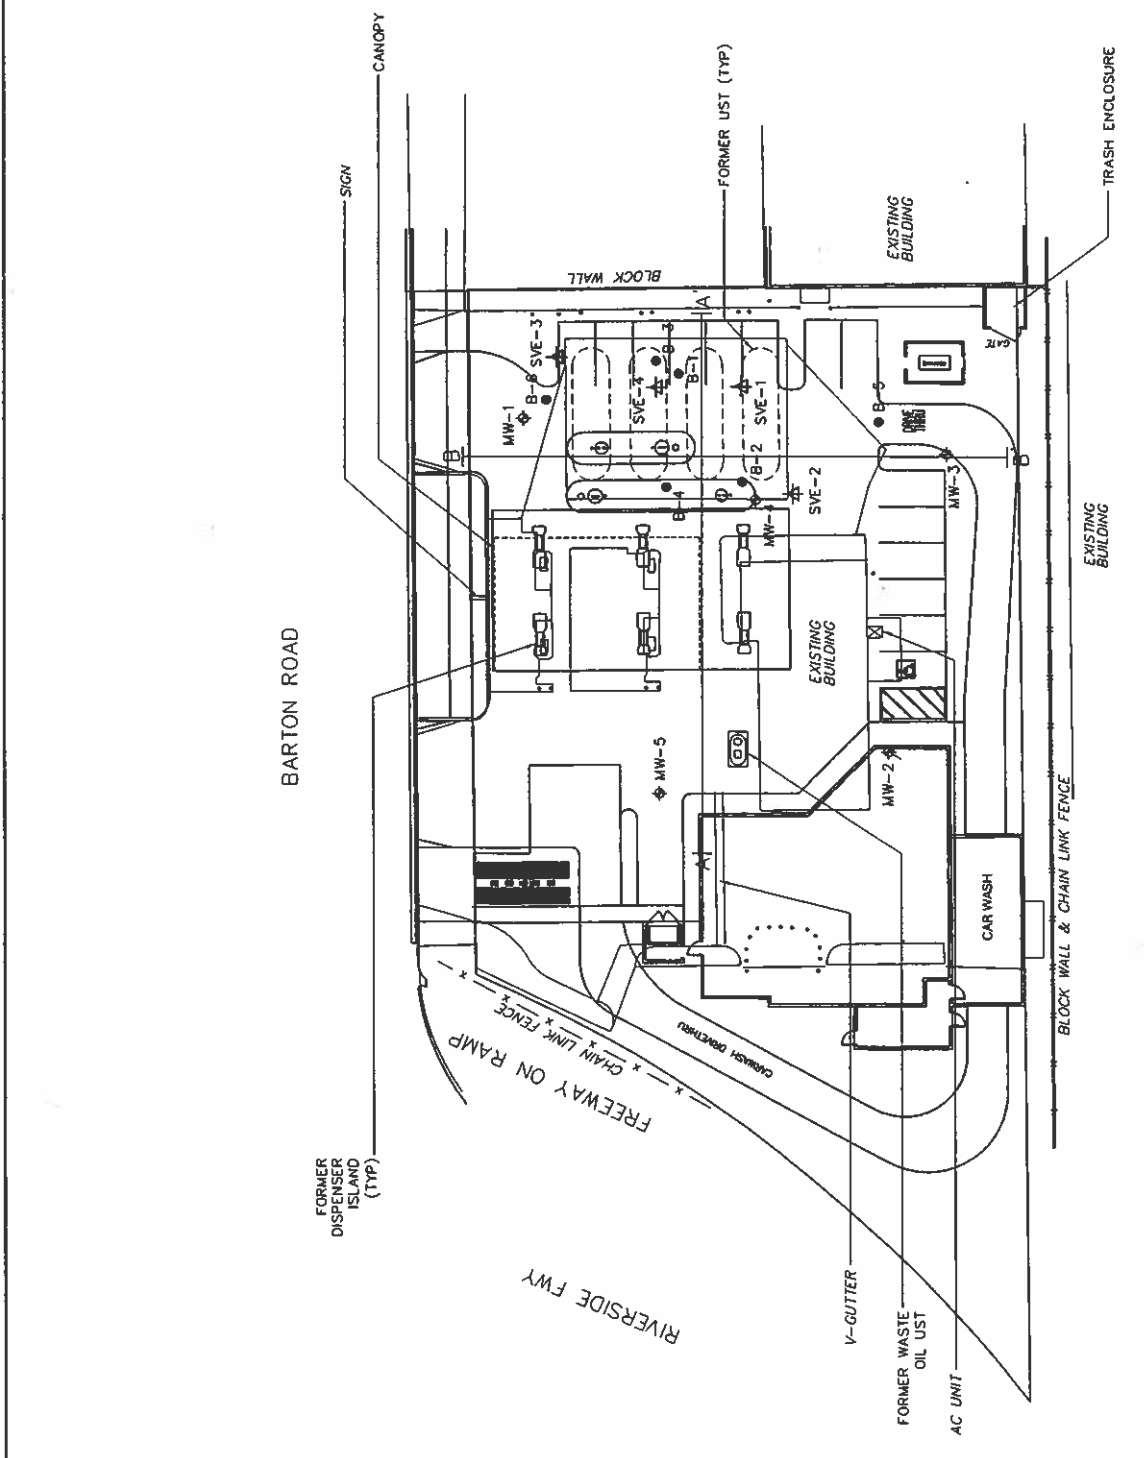 BARTON ROAD
SIGN
CANOPY
FORMER
DISPENSER
ISLAND
(TYP)
RIVERSIDE FWY
FREEWAY ON RAMP
CHAIN LINK FENCE
CARWASH DRIVETHRU
BLOCK WALL
FORMER UST (TYP)
TRASH ENCLOSURE
GATE
EXISTING
BUILDING
EXISTING
BUILDING
EXISTING
BUILDING
DRIVE
THRU
MW-1
B-6
SVE-3
SVE-4
B-3
B-1
SVE-1
B-2
SVE-2
B-4
MW-4
B-5
MW-3
MW-5
MW-2
A
A'
B
B'
CAR WASH
BLOCK WALL & CHAIN LINK FENCE
V-GUTTER
FORMER WASTE
OIL UST
AC UNIT